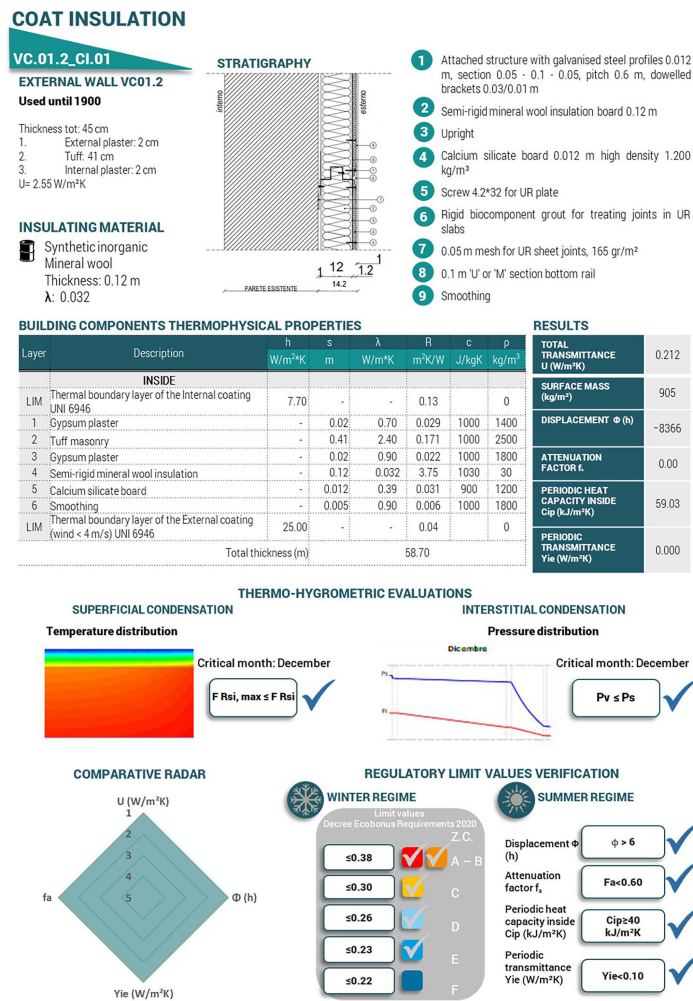 COAT INSULATION
VC.01.2_CI.01
EXTERNAL WALL VC01.2
Used until 1900
Thickness tot: 45 cm
1. External plaster: 2 cm
2. Tuff: 41 cm
3. Internal plaster: 2 cm
U= 2.55 W/m²K
INSULATING MATERIAL
Synthetic inorganic
Mineral wool
Thickness: 0.12 m
λ: 0.032
STRATIGRAPHY
interno
esterno
1 12 1.2 1
14.2
PARETE ESISTENTE
1 Attached structure with galvanised steel profiles 0.012
m, section 0.05 - 0.1 - 0.05, pitch 0.6 m, dowelled
brackets 0.03/0.01 m
2 Semi-rigid mineral wool insulation board 0.12 m
3 Upright
4 Calcium silicate board 0.012 m high density 1.200
kg/m³
5 Screw 4.2*32 for UR plate
6 Rigid biocomponent grout for treating joints in UR
slabs
7 0.05 m mesh for UR sheet joints, 165 gr/m²
8 0.1 m 'U' or 'M' section bottom rail
9 Smoothing
BUILDING COMPONENTS THERMOPHYSICAL PROPERTIES
Layer Description h s λ R c ρ
W/m²*K m W/m*K m²K/W J/kgK kg/m³
INSIDE
LIM Thermal boundary layer of the Internal coating
UNI 6946 7.70 - - 0.13 0
1 Gypsum plaster - 0.02 0.70 0.029 1000 1400
2 Tuff masonry - 0.41 2.40 0.171 1000 2500
3 Gypsum plaster - 0.02 0.90 0.022 1000 1800
4 Semi-rigid mineral wool insulation - 0.12 0.032 3.75 1030 30
5 Calcium silicate board - 0.012 0.39 0.031 900 1200
6 Smoothing - 0.005 0.90 0.006 1000 1800
LIM Thermal boundary layer of the External coating
(wind < 4 m/s) UNI 6946 25.00 - - 0.04 0
Total thickness (m) 58.70
RESULTS
TOTAL
TRANSMITTANCE
U (W/m²K) 0.212
SURFACE MASS
(kg/m²) 905
DISPLACEMENT Φ (h) -8366
ATTENUATION
FACTOR fₐ 0.00
PERIODIC HEAT
CAPACITY INSIDE
Cip (kJ/m²K) 59.03
PERIODIC
TRANSMITTANCE
Yie (W/m²K) 0.000
THERMO-HYGROMETRIC EVALUATIONS
SUPERFICIAL CONDENSATION
Temperature distribution
Critical month: December
F Rsi, max ≤ F Rsi
INTERSTITIAL CONDENSATION
Pressure distribution
Dicembre
Ps
Pv
Critical month: December
Pv ≤ Ps
COMPARATIVE RADAR
U (W/m²K)
1
2
3
4
5
fa
Φ (h)
Yie (W/m²K)
REGULATORY LIMIT VALUES VERIFICATION
WINTER REGIME
Limit values
Decree Ecobonus Requirements 2020
Z.C.
≤0.38 A – B
≤0.30 C
≤0.26 D
≤0.23 E
≤0.22 F
SUMMER REGIME
Displacement Φ
(h) ϕ > 6
Attenuation
factor fₐ Fa<0.60
Periodic heat
capacity inside
Cip (kJ/m²K) Cip≥40
kJ/m²K
Periodic
transmittance
Yie (W/m²K) Yie<0.10